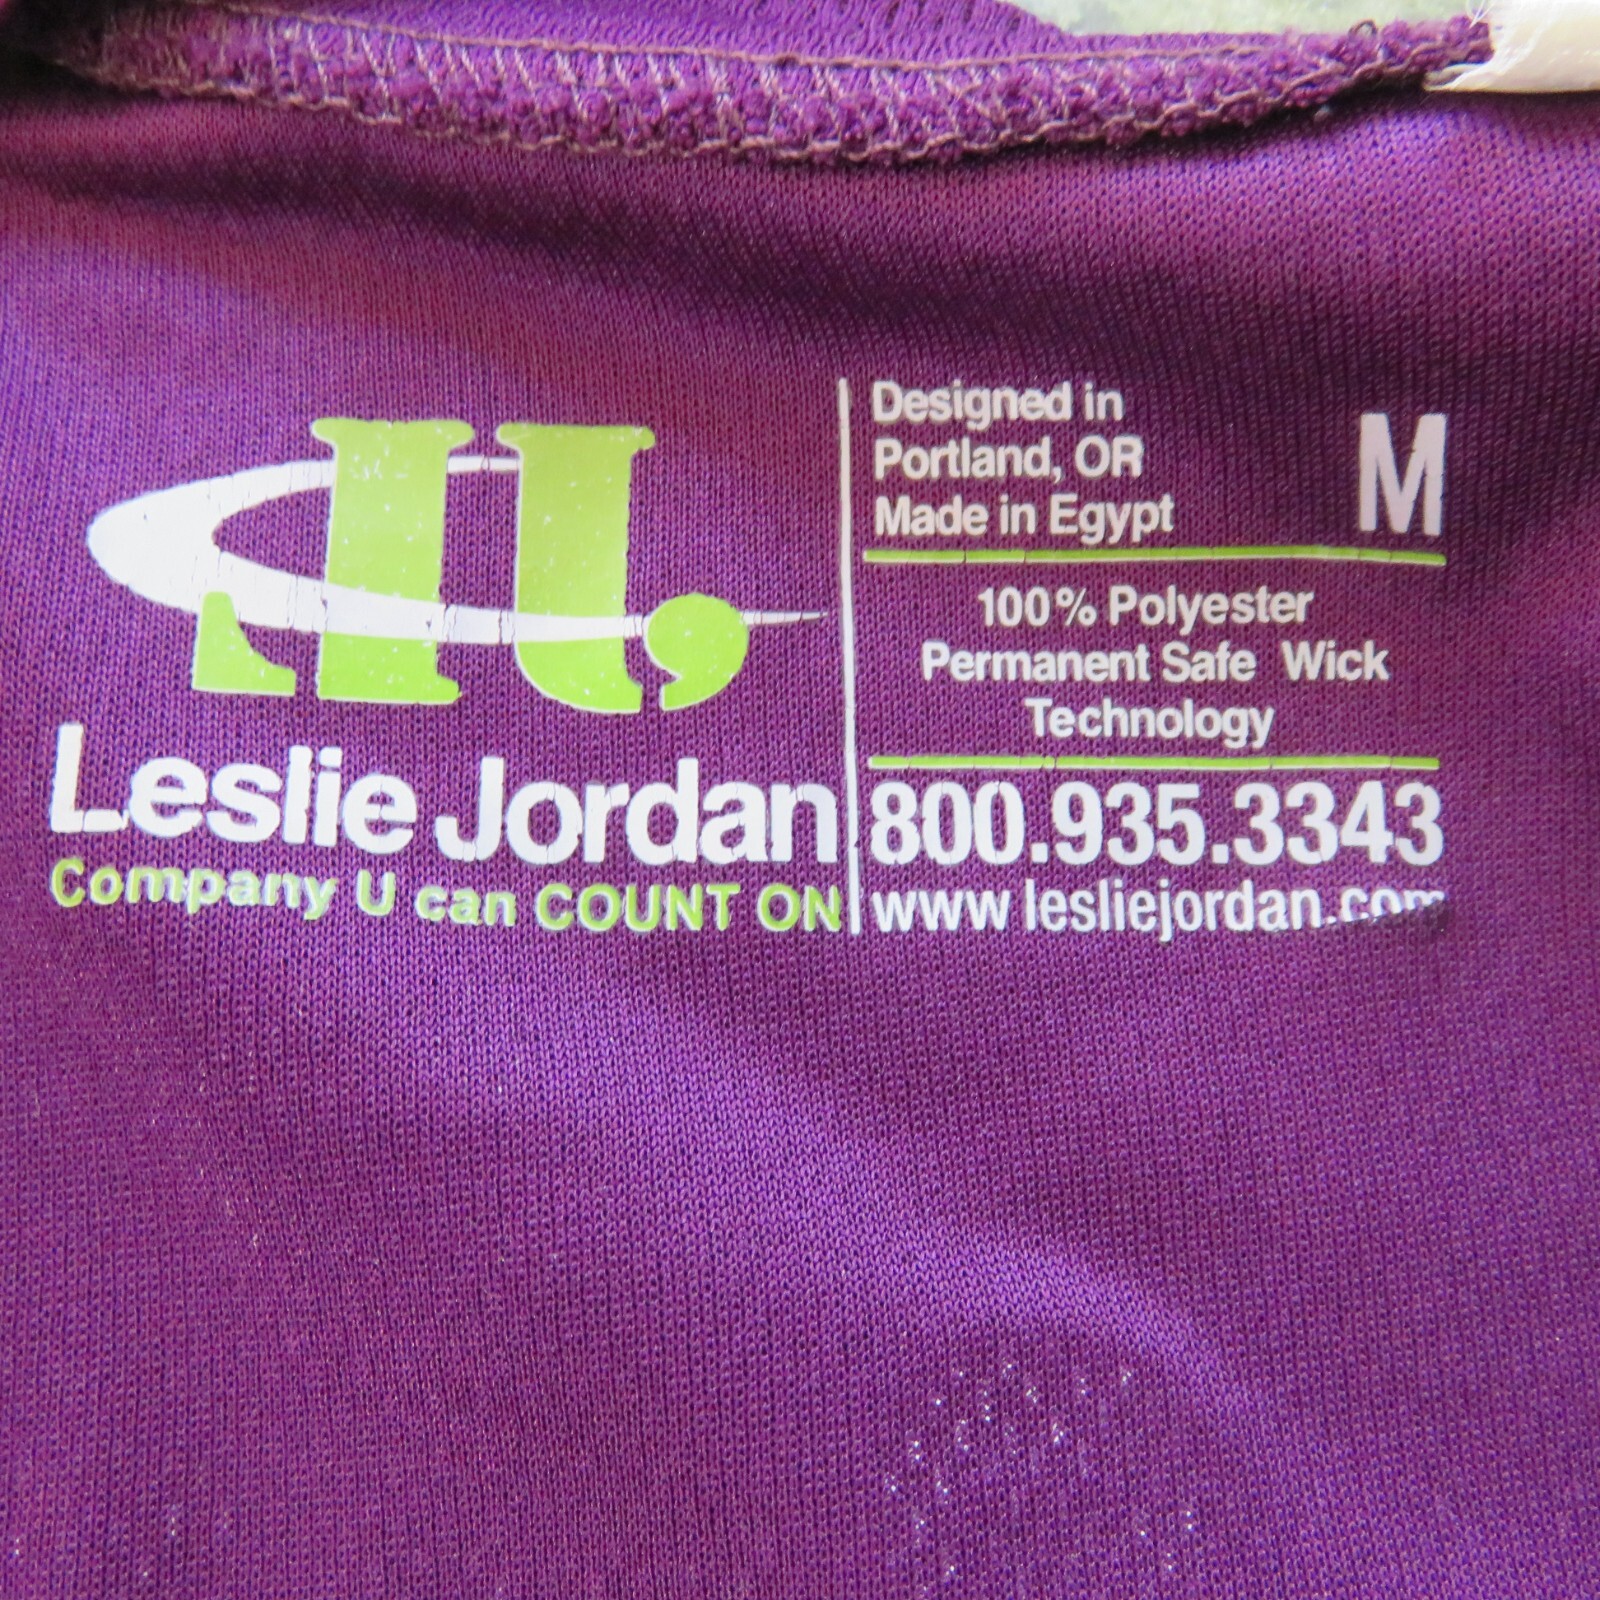 Leslie Jordan
Company U can COUNT ON
Designed in
Portland, OR
Made in Egypt
M
100% Polyester
Permanent Safe Wick
Technology
800.935.3343
www lesliejordan.com